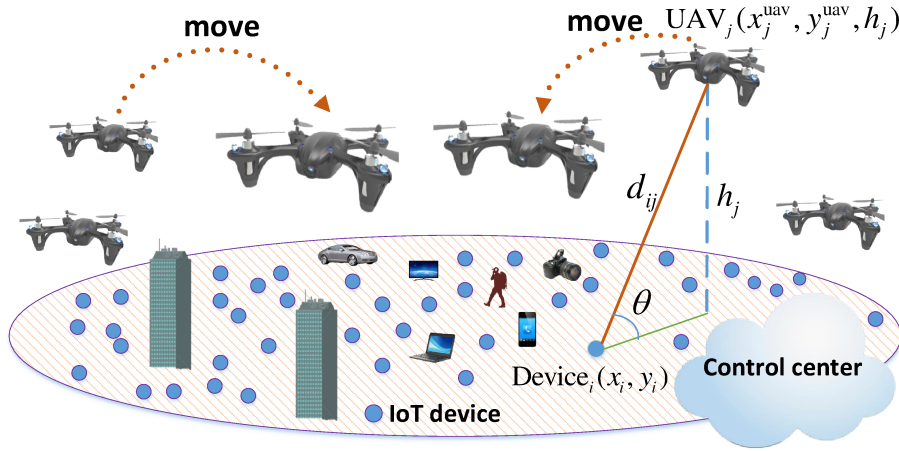 move
move
UAV_j(x_j^uav, y_j^uav, h_j)
d_ij
h_j
θ
Device_i(x_i, y_i)
Control center
IoT device